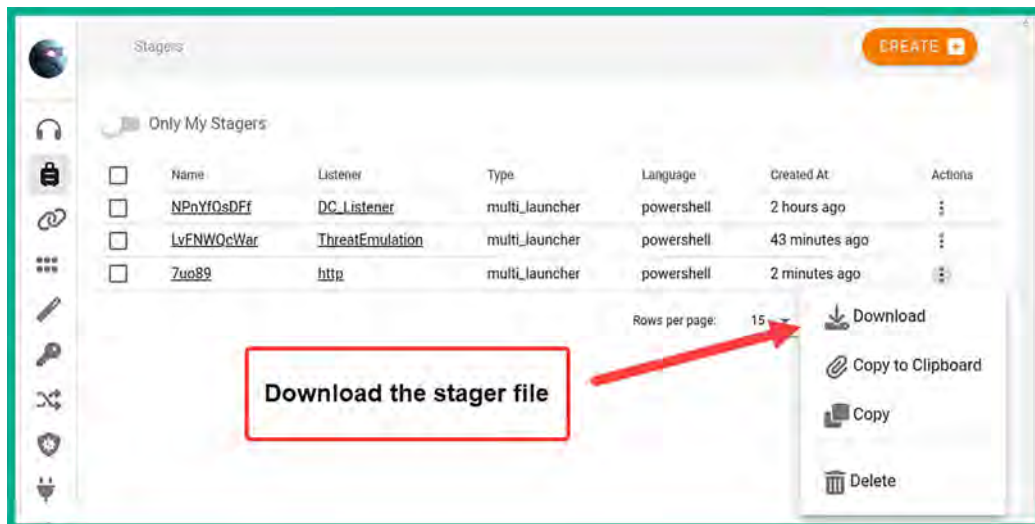 Stagers
CREATE
Only My Stagers
Name Listener Type Language Created At Actions
NPnYfQsDFf DC_Listener multi_launcher powershell 2 hours ago
LvFNWQcWar ThreatEmulation multi_launcher powershell 43 minutes ago
7uo89 http multi_launcher powershell 2 minutes ago
Rows per page: 15
Download
Copy to Clipboard
Copy
Delete
Download the stager file